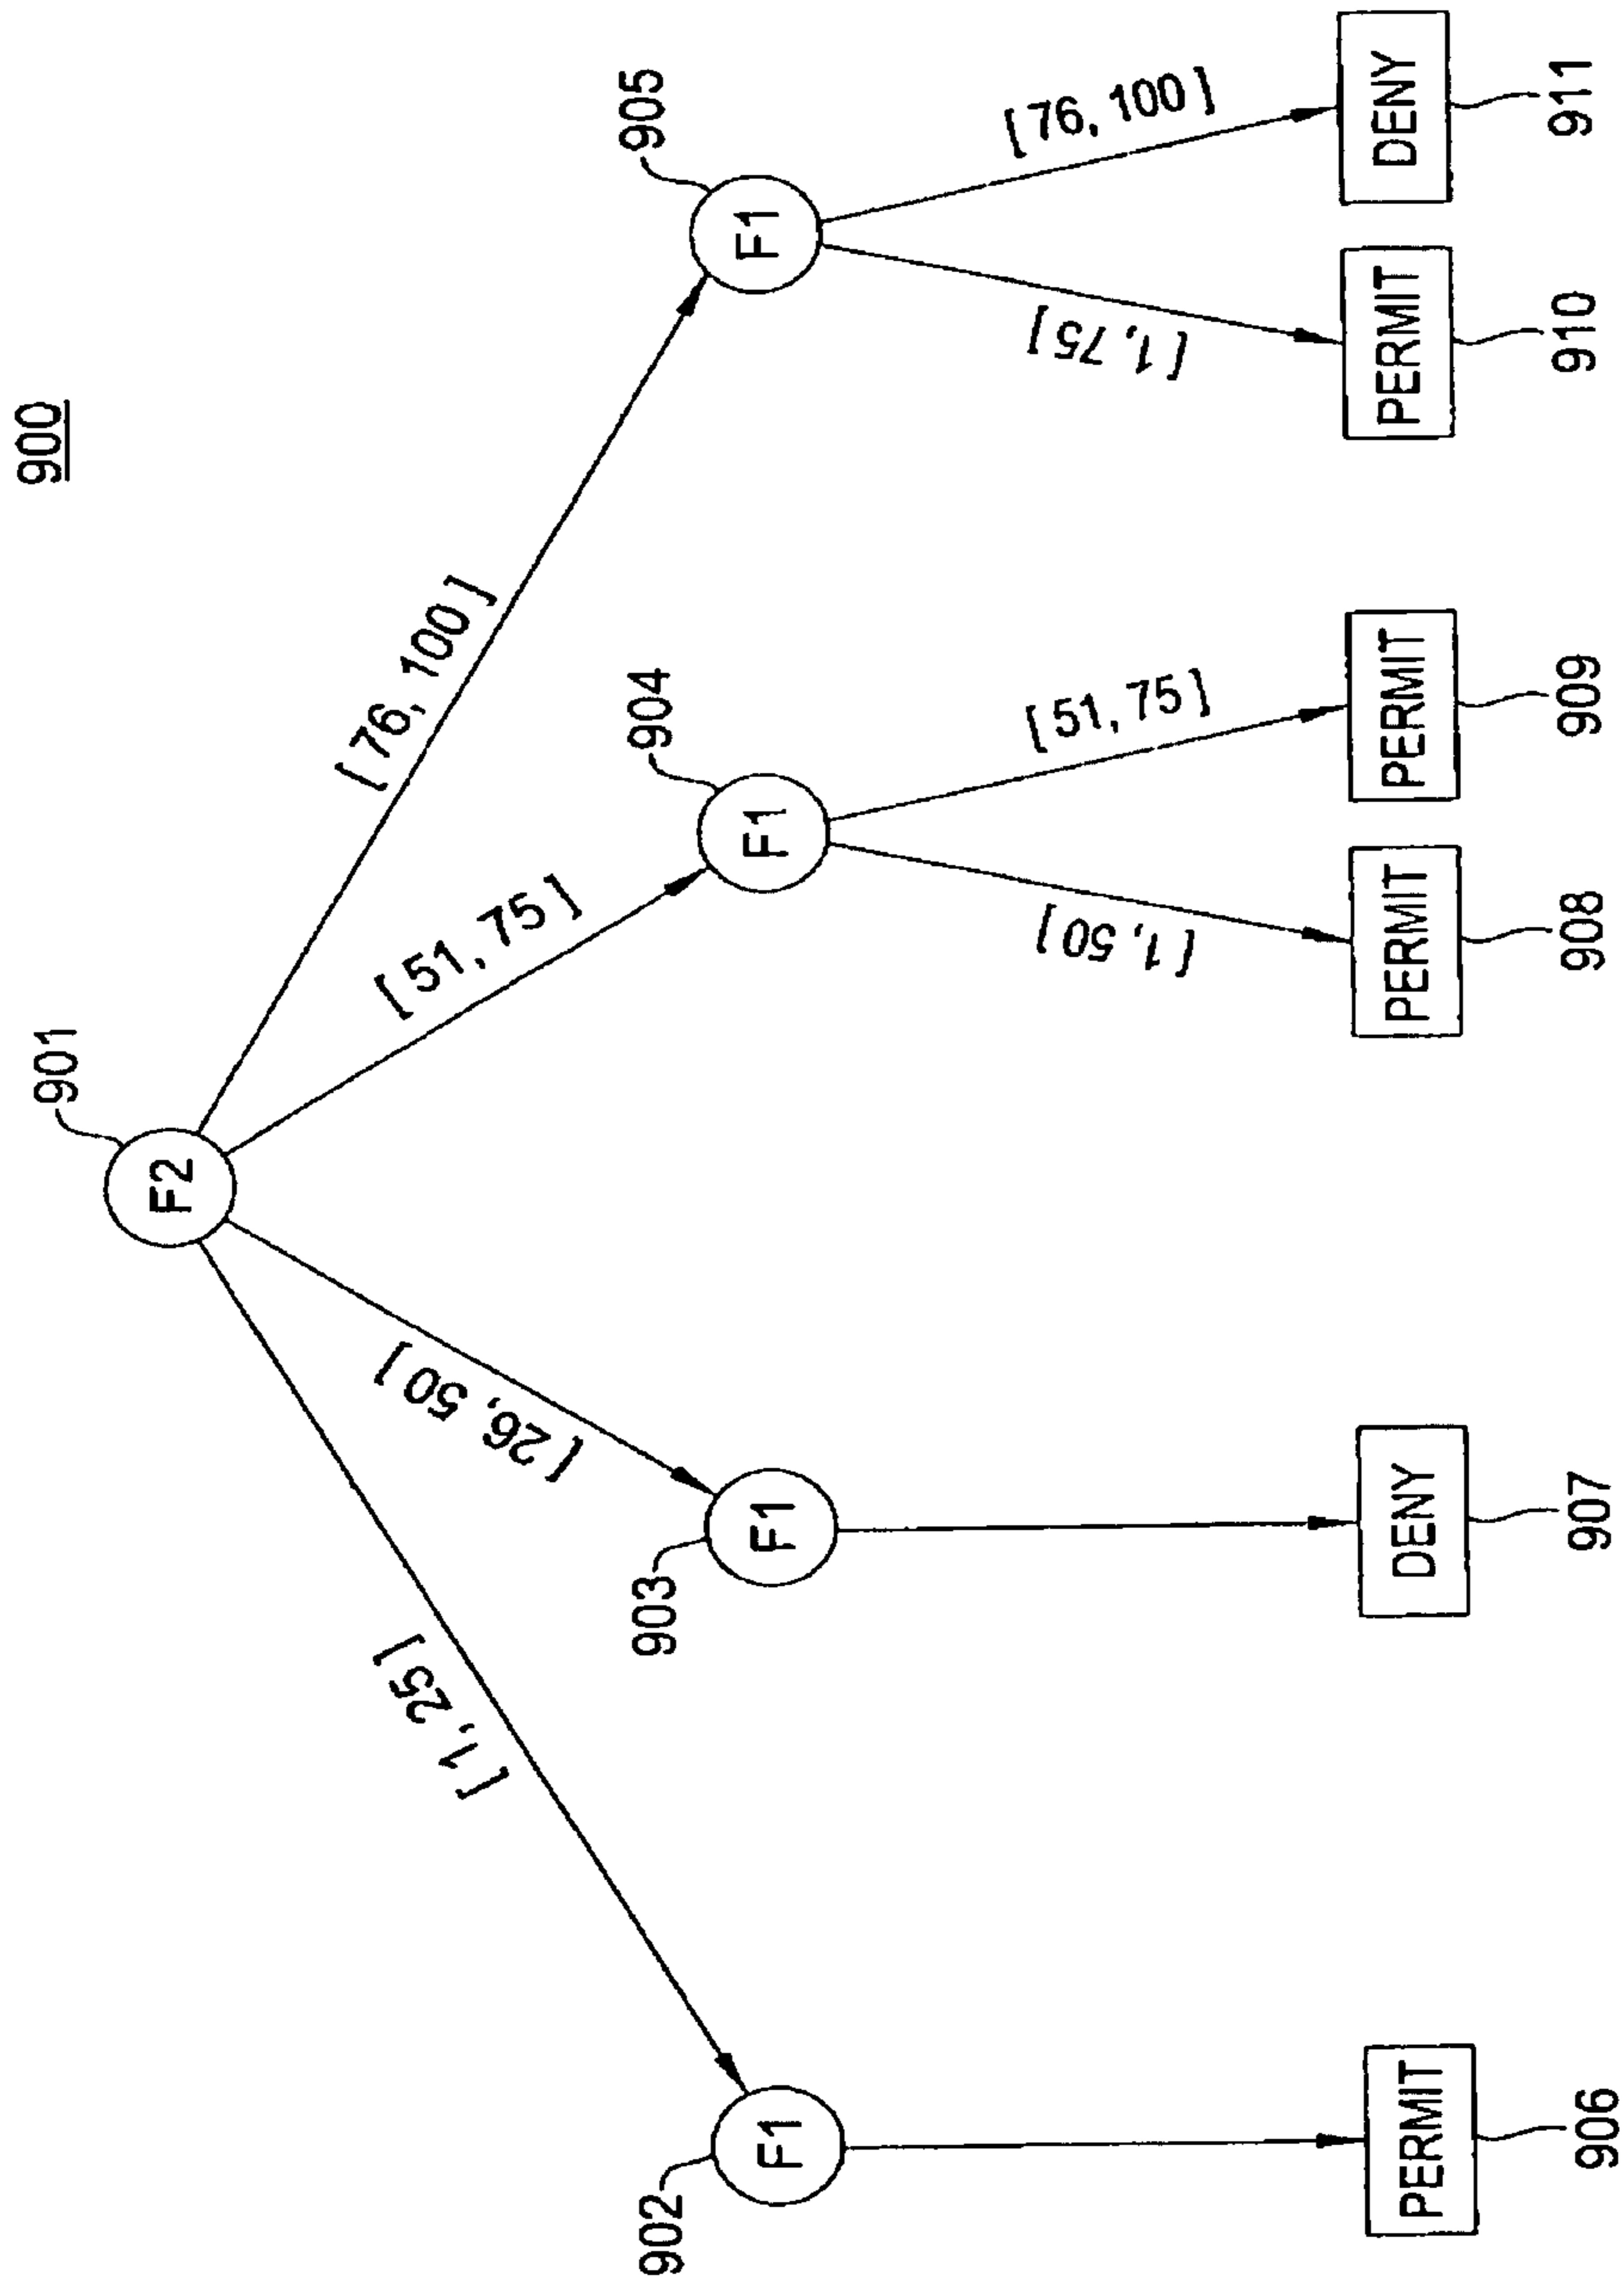 900
901
F2
[ 1, 25 ]
[ 26, 50 ]
[ 51, 75 ]
[ 76, 100 ]
902
F1
903
F1
904
F1
905
F1
[ 1, 50 ]
[ 51, 75 ]
[ 1, 75 ]
[ 76, 100 ]
PERMIT
DENY
PERMIT
PERMIT
PERMIT
DENY
906
907
908
909
910
911